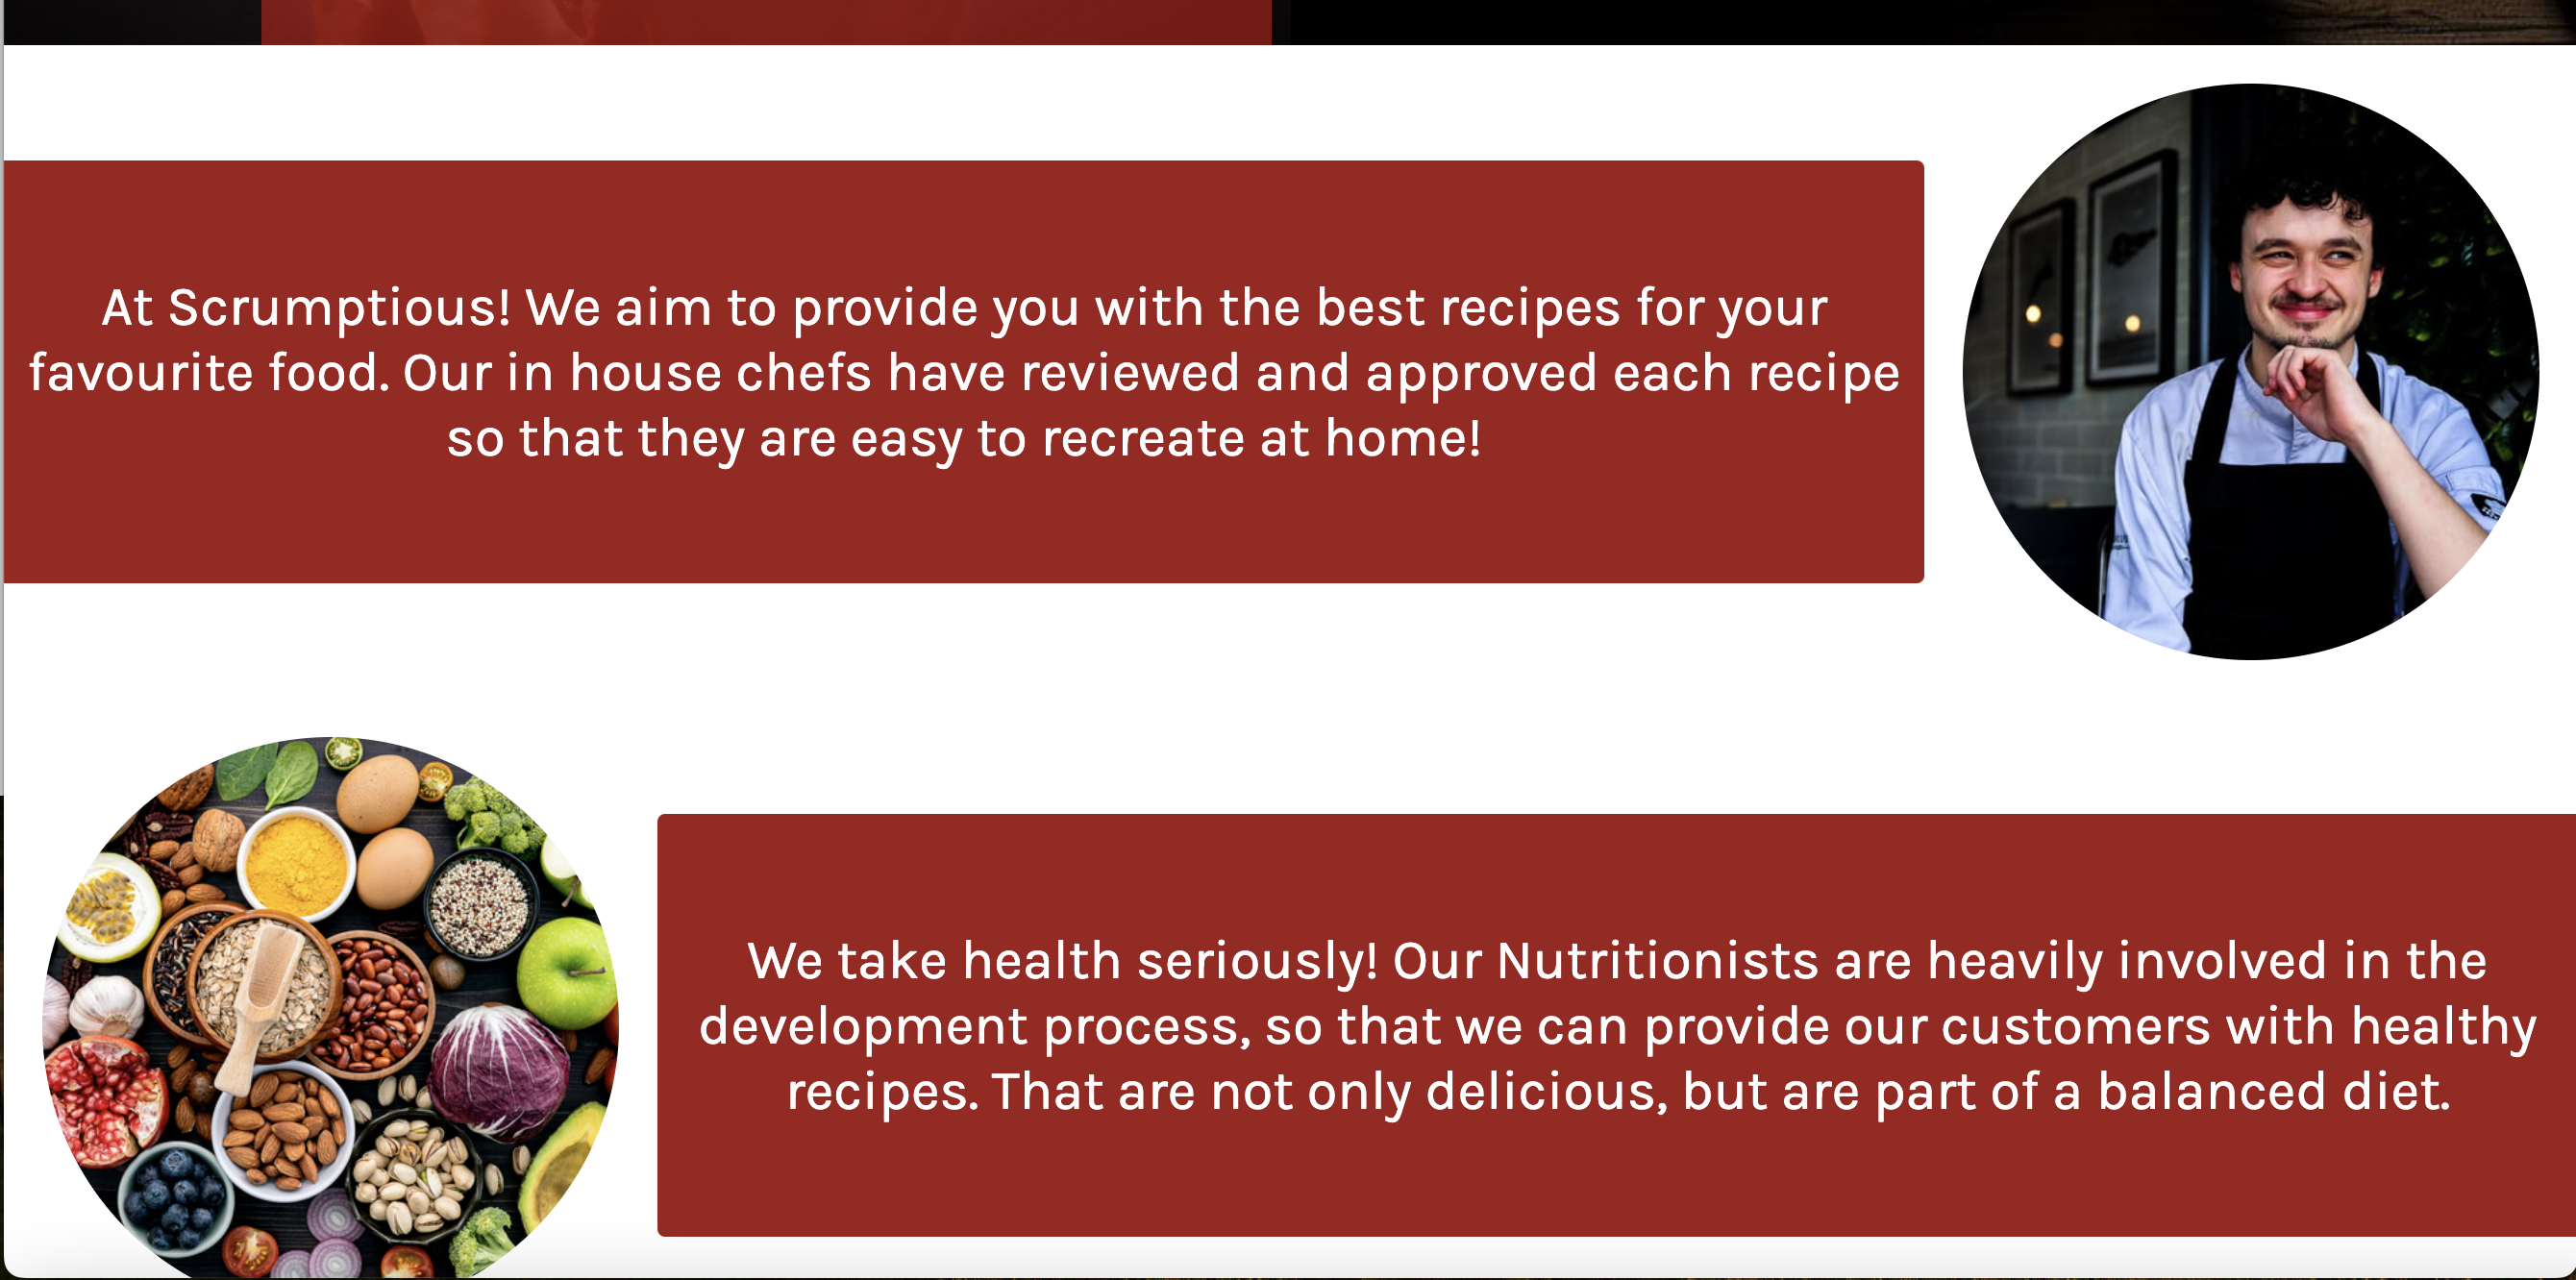 At Scrumptious! We aim to provide you with the best recipes for your
favourite food. Our in house chefs have reviewed and approved each recipe
so that they are easy to recreate at home!
We take health seriously! Our Nutritionists are heavily involved in the
development process, so that we can provide our customers with healthy
recipes. That are not only delicious, but are part of a balanced diet.